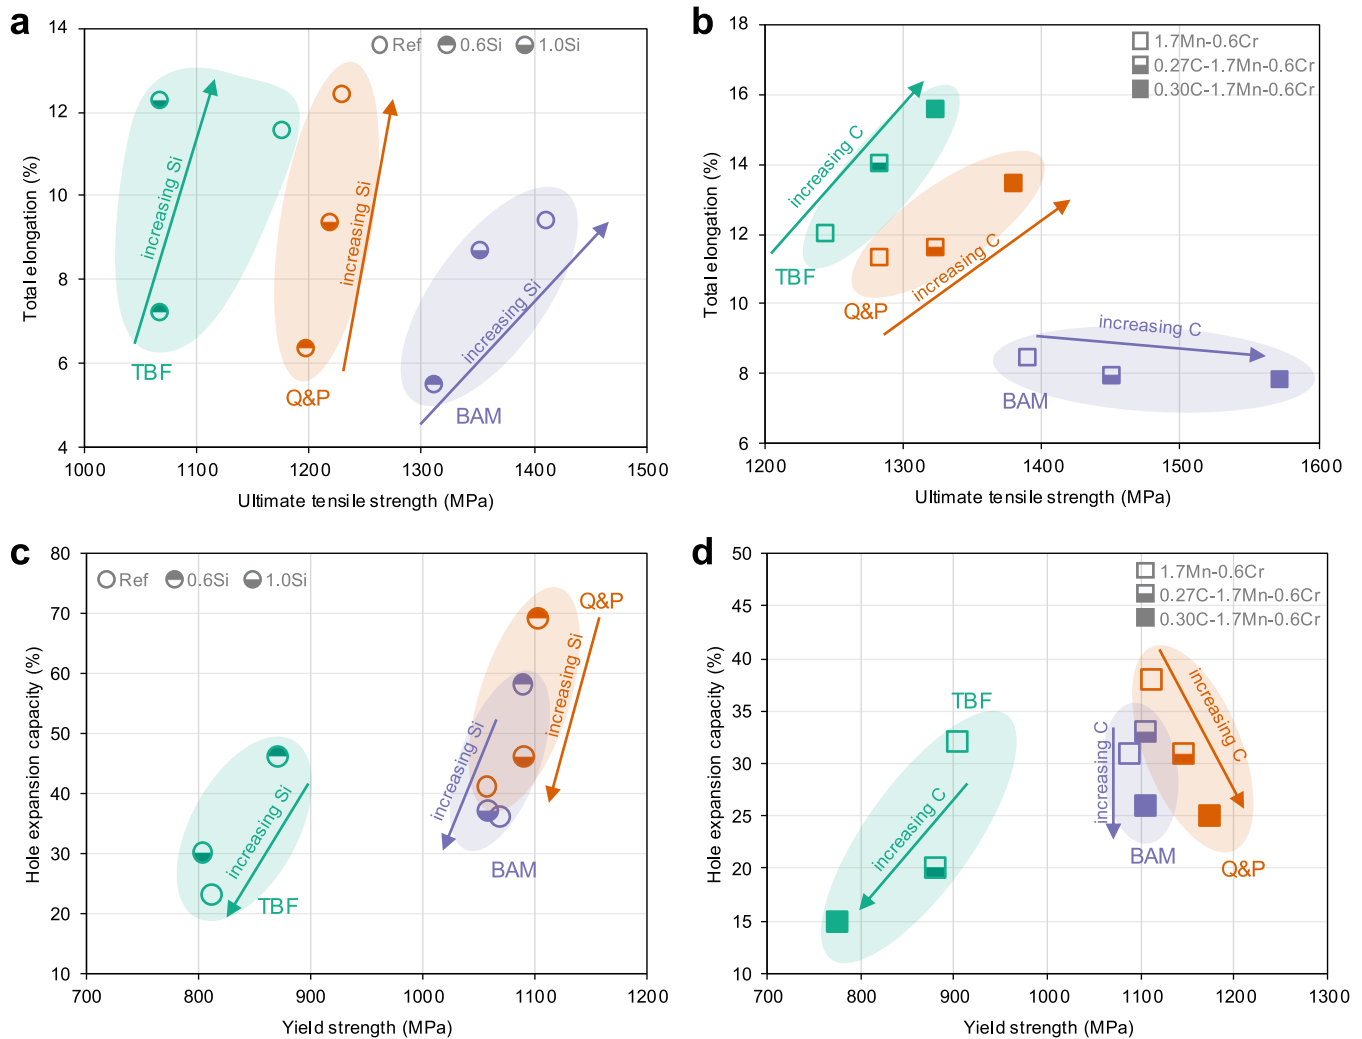 a
Ref 0.6Si 1.0Si
14
12
10
8
6
4
1000 1100 1200 1300 1400 1500
Total elongation (%)
Ultimate tensile strength (MPa)
increasing Si
TBF
increasing Si
Q&P
increasing Si
BAM
b
1.7Mn-0.6Cr
0.27C-1.7Mn-0.6Cr
0.30C-1.7Mn-0.6Cr
18
16
14
12
10
8
6
1200 1300 1400 1500 1600
Total elongation (%)
Ultimate tensile strength (MPa)
increasing C
TBF
increasing C
Q&P
increasing C
BAM
c
Ref 0.6Si 1.0Si
80
70
60
50
40
30
20
10
700 800 900 1000 1100 1200
Hole expansion capacity (%)
Yield strength (MPa)
Q&P
increasing Si
increasing Si
BAM
increasing Si
TBF
d
1.7Mn-0.6Cr
0.27C-1.7Mn-0.6Cr
0.30C-1.7Mn-0.6Cr
50
45
40
35
30
25
20
15
10
700 800 900 1000 1100 1200 1300
Hole expansion capacity (%)
Yield strength (MPa)
TBF
increasing C
increasing C
BAM
increasing C
Q&P